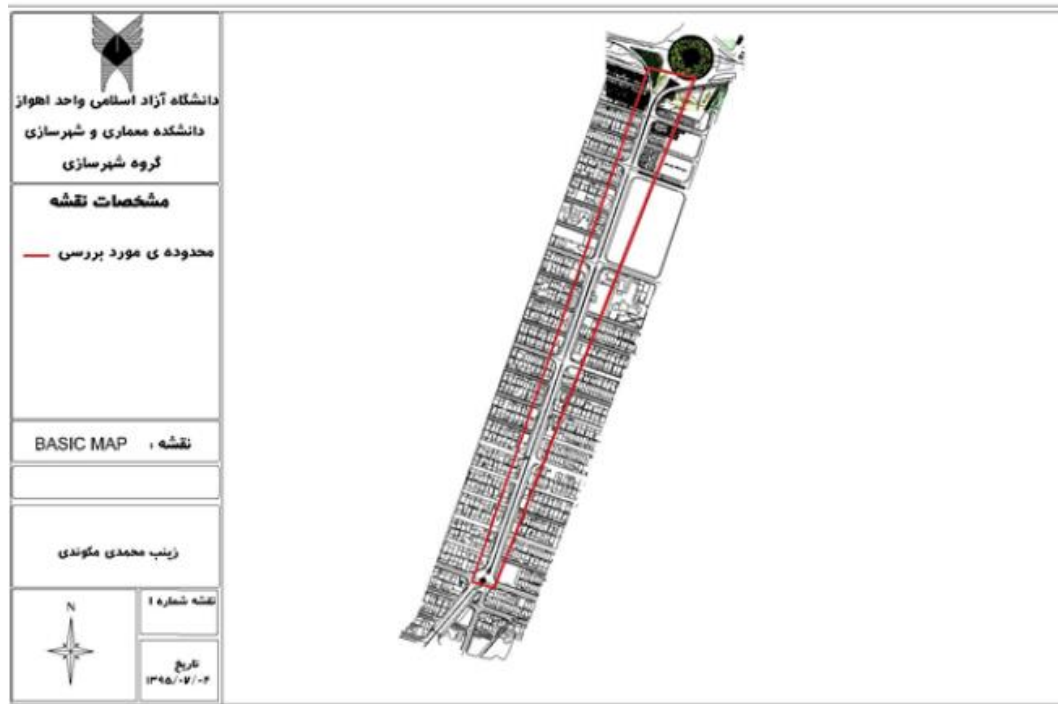 دانشگاه آزاد اسلامی واحد اهواز
دانشکده معماری و شهرسازی
گروه شهرسازی
مشخصات نقشه
محدوده ی مورد بررسی
نقشه : BASIC MAP
زینب محمدی مکوندی
N
نقشه شماره ۱
تاریخ
۱۳۹۵/۰۷/۰۴